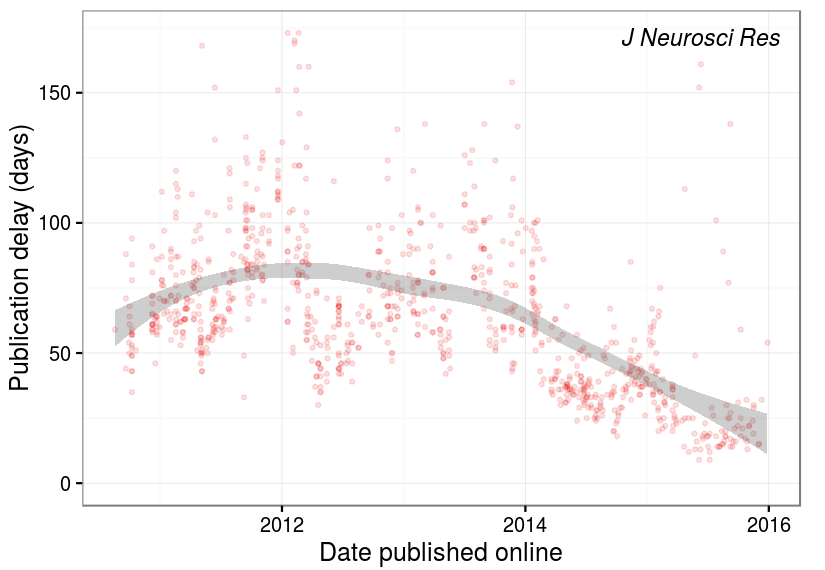 J Neurosci Res
Publication delay (days)
150
100
50
0
2012 2014 2016
Date published online